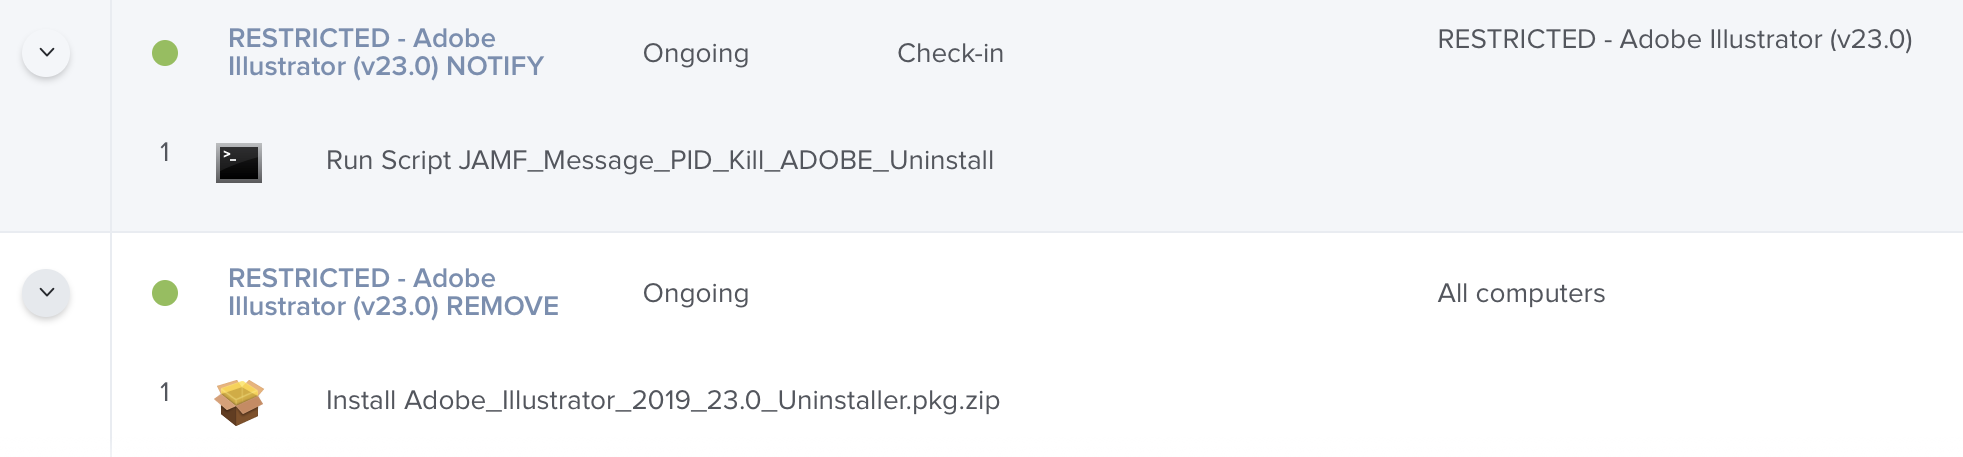 RESTRICTED - Adobe
Illustrator (v23.0) NOTIFY
Ongoing
Check-in
RESTRICTED - Adobe Illustrator (v23.0)
1
>_
Run Script JAMF_Message_PID_Kill_ADOBE_Uninstall
RESTRICTED - Adobe
Illustrator (v23.0) REMOVE
Ongoing
All computers
1
Install Adobe_Illustrator_2019_23.0_Uninstaller.pkg.zip